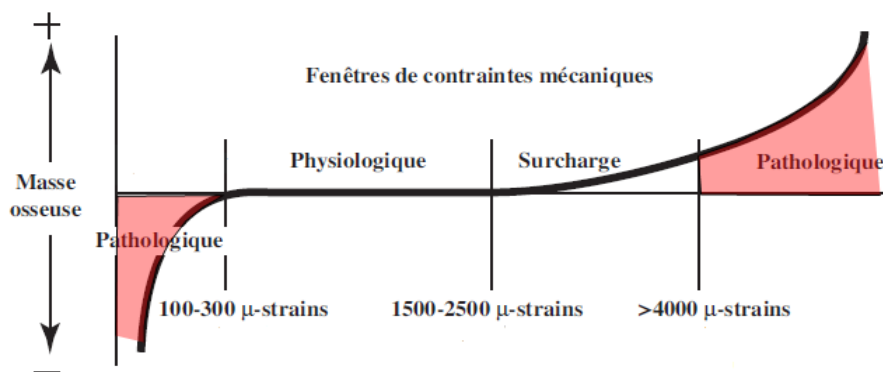 +
Fenêtres de contraintes mécaniques
Physiologique
Surcharge
Pathologique
Masse
osseuse
Pathologique
100-300 μ-strains
1500-2500 μ-strains
>4000 μ-strains
−